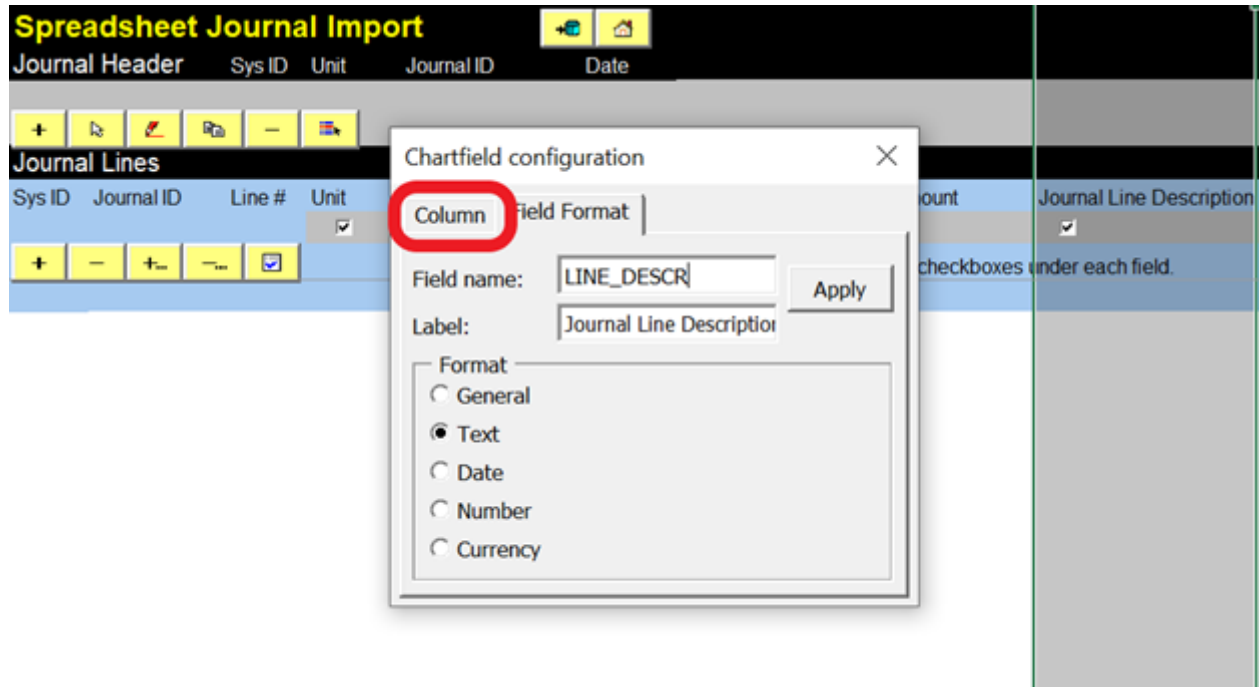 Spreadsheet Journal Import
Journal Header Sys ID Unit Journal ID Date
Journal Lines
Sys ID Journal ID Line # Unit
ount Journal Line Description
checkboxes under each field.
Chartfield configuration
Column Field Format
Field name: LINE_DESCR
Apply
Label: Journal Line Description
Format
General
Text
Date
Number
Currency